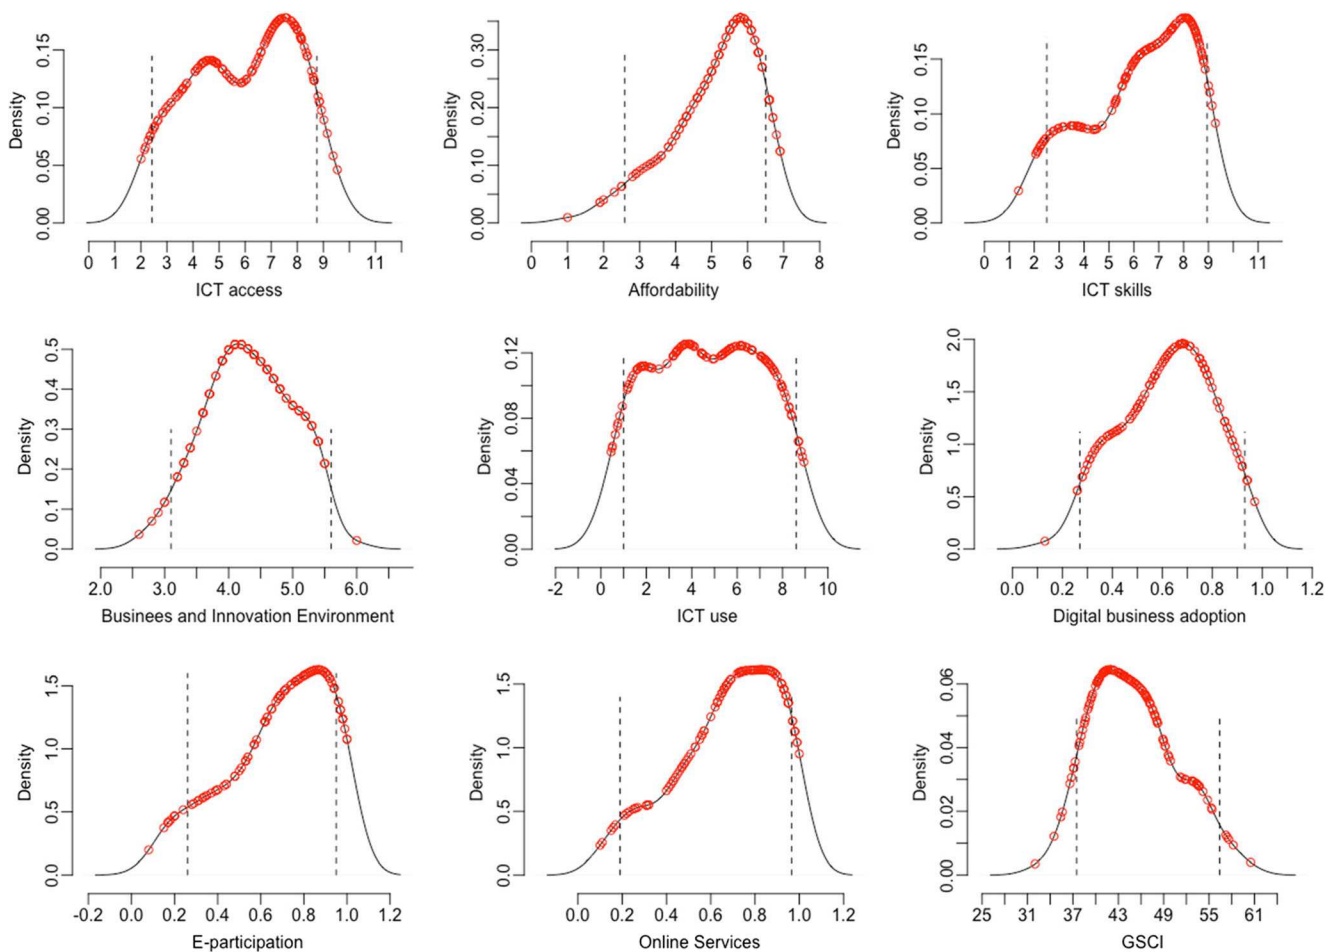 Density
0.15
0.10
0.05
0.00
0 1 2 3 4 5 6 7 8 9 11
ICT access
Density
0.30
0.20
0.10
0.00
0 1 2 3 4 5 6 7 8
Affordability
Density
0.15
0.10
0.05
0.00
0 1 2 3 4 5 6 7 8 9 11
ICT skills
Density
0.5
0.4
0.3
0.2
0.1
0.0
2.0 3.0 4.0 5.0 6.0
Businees and Innovation Environment
Density
0.12
0.08
0.04
0.00
-2 0 2 4 6 8 10
ICT use
Density
2.0
1.5
1.0
0.5
0.0
0.0 0.2 0.4 0.6 0.8 1.0 1.2
Digital business adoption
Density
1.5
1.0
0.5
0.0
-0.2 0.0 0.2 0.4 0.6 0.8 1.0 1.2
E-participation
Density
1.5
1.0
0.5
0.0
0.0 0.2 0.4 0.6 0.8 1.0 1.2
Online Services
Density
0.06
0.04
0.02
0.00
25 31 37 43 49 55 61
GSCI